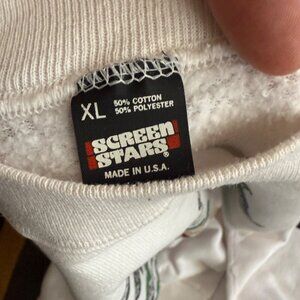 XL
50% COTTON
50% POLYESTER
SCREEN
STARS®
MADE IN U.S.A.